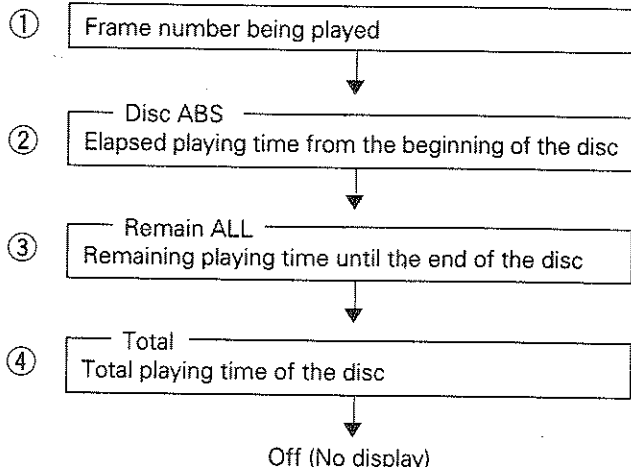 ① Frame number being played
Disc ABS
② Elapsed playing time from the beginning of the disc
Remain ALL
③ Remaining playing time until the end of the disc
Total
④ Total playing time of the disc
Off (No display)